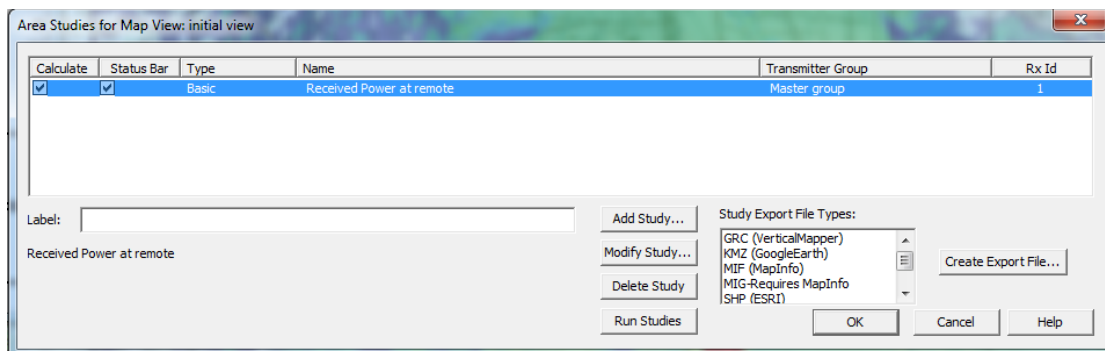 Area Studies for Map View: initial view
Calculate Status Bar Type Name Transmitter Group Rx Id
Basic Received Power at remote Master group 1
Label:
Add Study...
Study Export File Types:
Received Power at remote
Modify Study...
GRC (VerticalMapper)
KMZ (GoogleEarth)
MIF (MapInfo)
MIG-Requires MapInfo
SHP (ESRI)
Create Export File...
Delete Study
Run Studies
OK Cancel Help